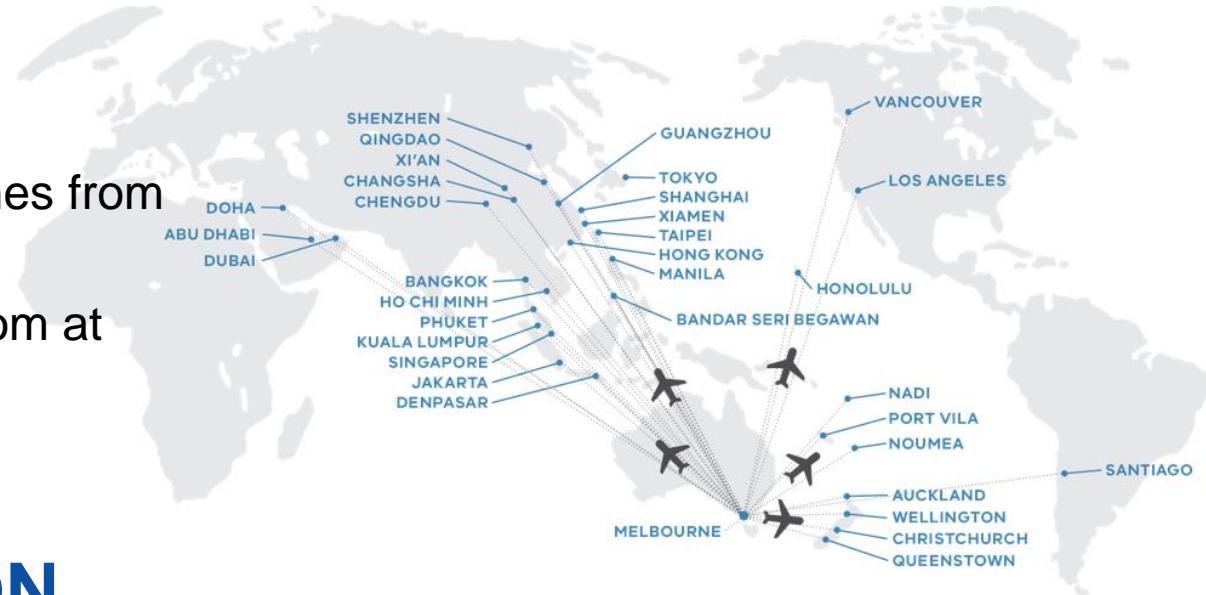 nes from
om at
ON
SHENZHEN
QINGDAO
XI'AN
CHANGSHA
CHENGDU
DOHA
ABU DHABI
DUBAI
BANGKOK
HO CHI MINH
PHUKET
KUALA LUMPUR
SINGAPORE
JAKARTA
DENPASAR
GUANGZHOU
TOKYO
SHANGHAI
XIAMEN
TAIPEI
HONG KONG
MANILA
BANDAR SERI BEGAWAN
VANCOUVER
LOS ANGELES
HONOLULU
NADI
PORT VILA
NOUMEA
SANTIAGO
AUCKLAND
WELLINGTON
CHRISTCHURCH
QUEENSTOWN
MELBOURNE